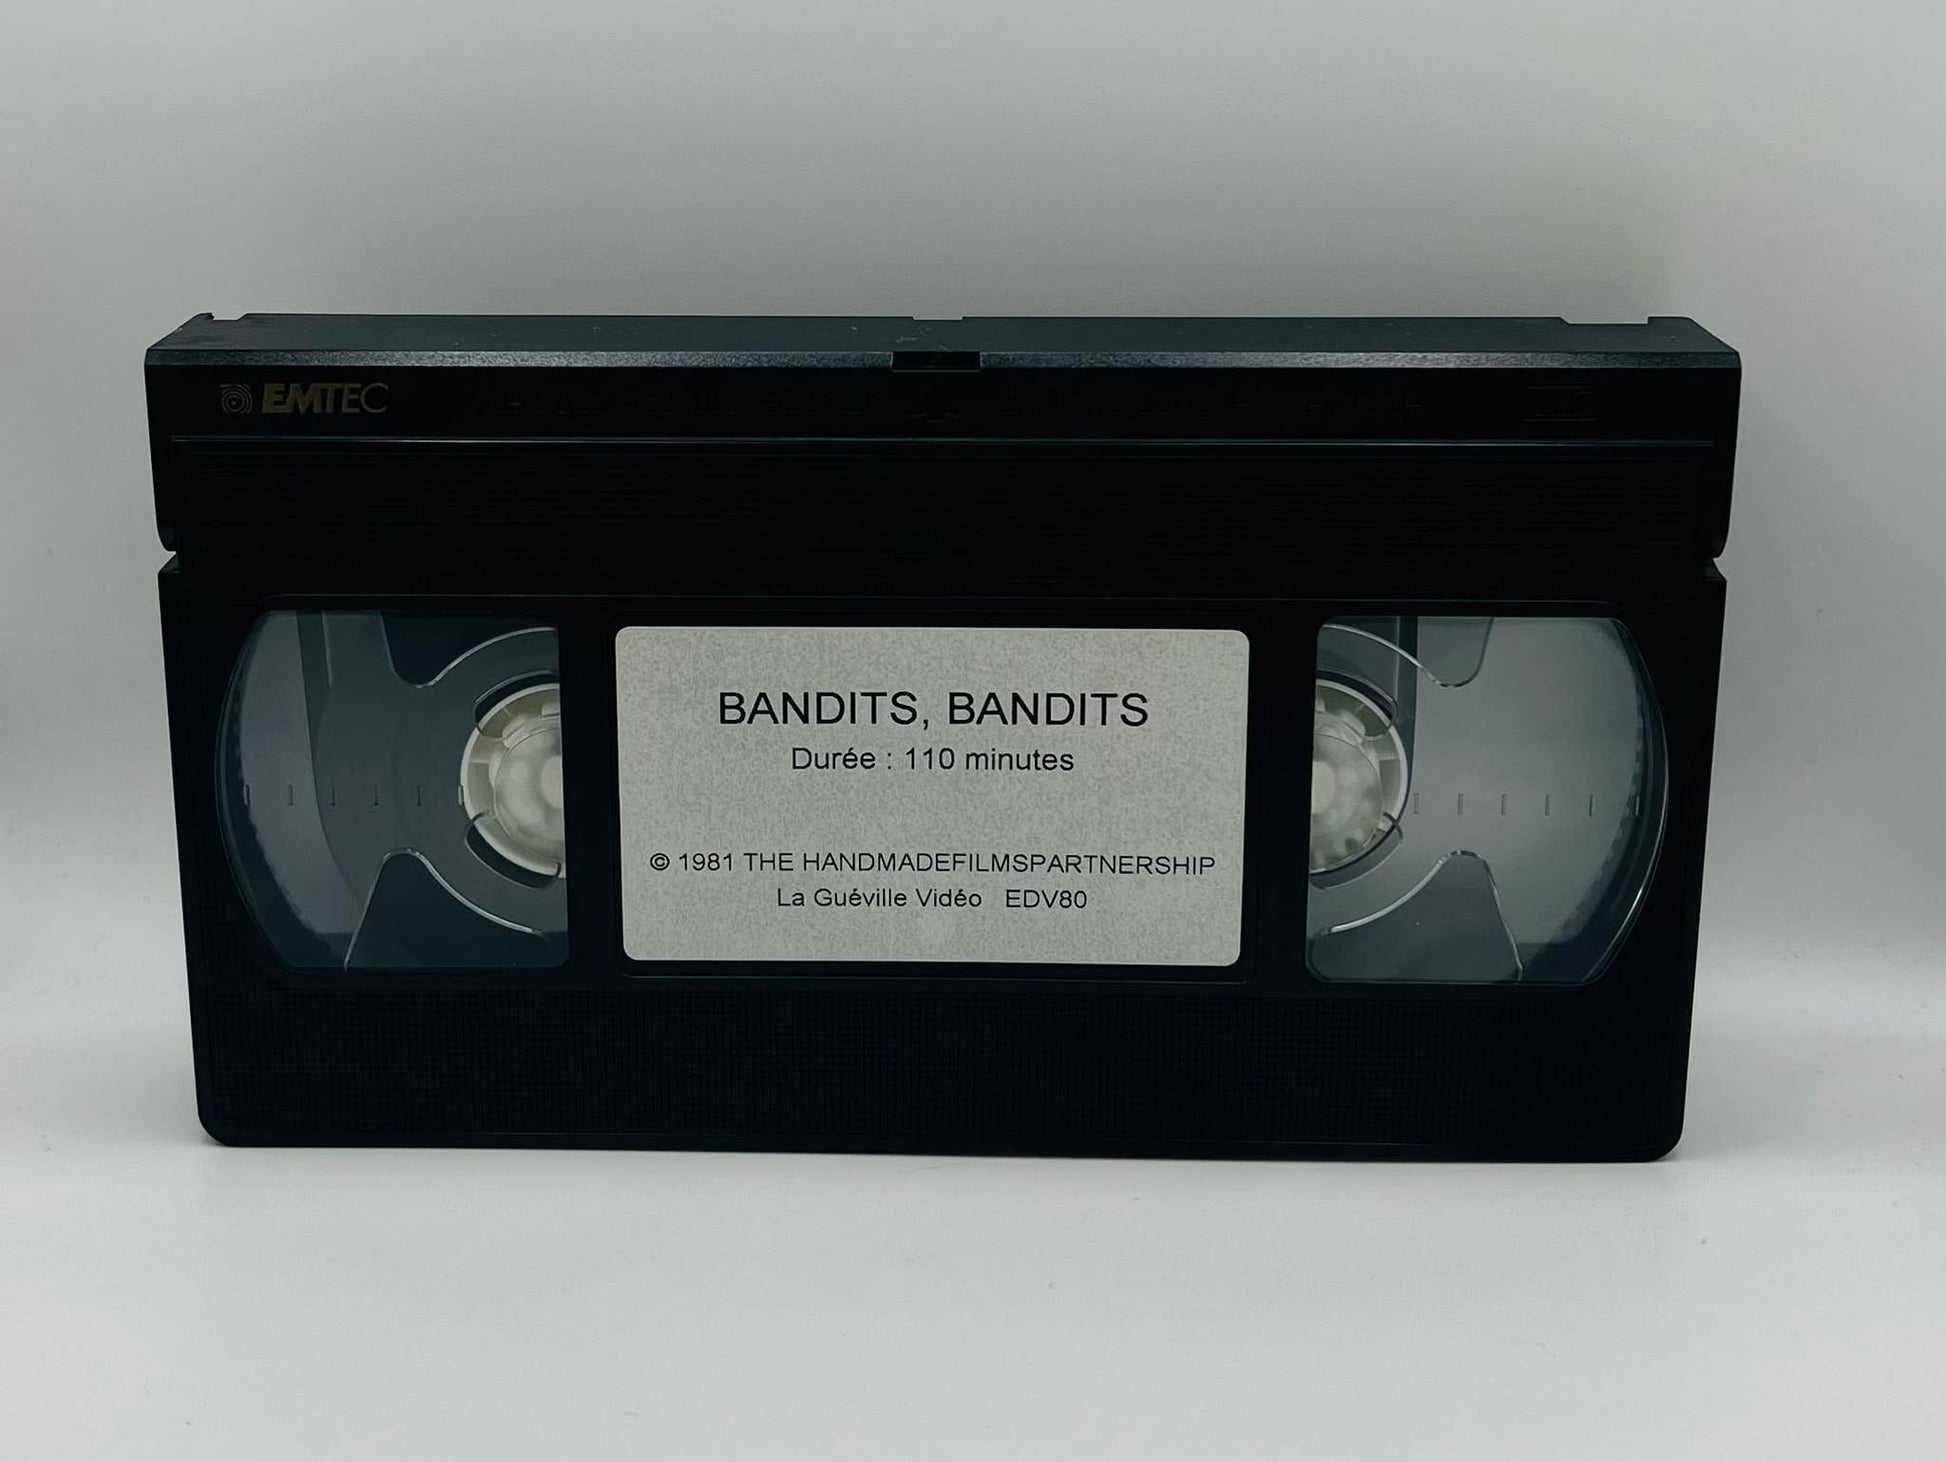 EMTEC
BANDITS, BANDITS
Durée : 110 minutes
© 1981 THE HANDMADEFILMSPARTNERSHIP
La Guéville Vidéo EDV80